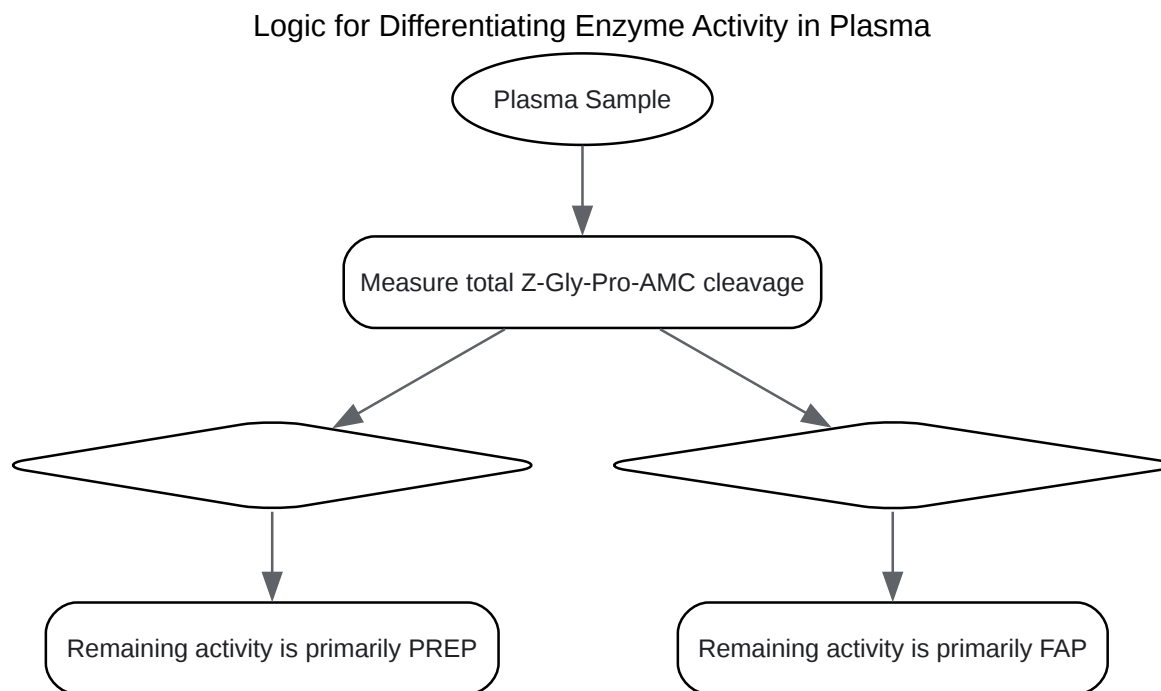 Logic for Differentiating Enzyme Activity in Plasma
Plasma Sample
Measure total Z-Gly-Pro-AMC cleavage
Remaining activity is primarily PREP
Remaining activity is primarily FAP